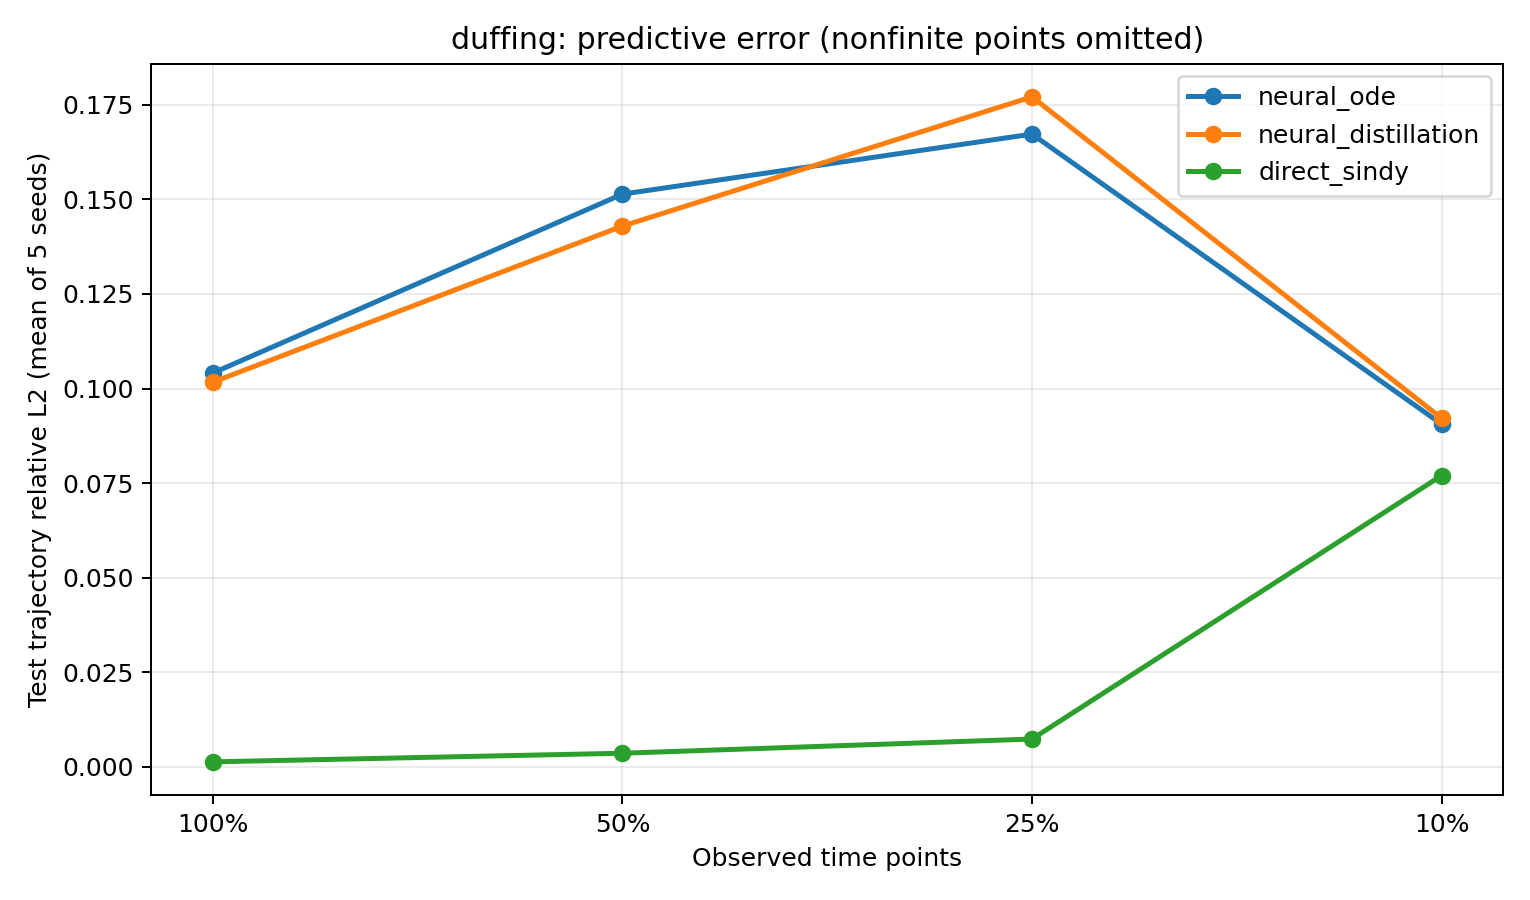 duffing: predictive error (nonfinite points omitted)
neural_ode
neural_distillation
direct_sindy
Test trajectory relative L2 (mean of 5 seeds)
0.175
0.150
0.125
0.100
0.075
0.050
0.025
0.000
100% 50% 25% 10%
Observed time points